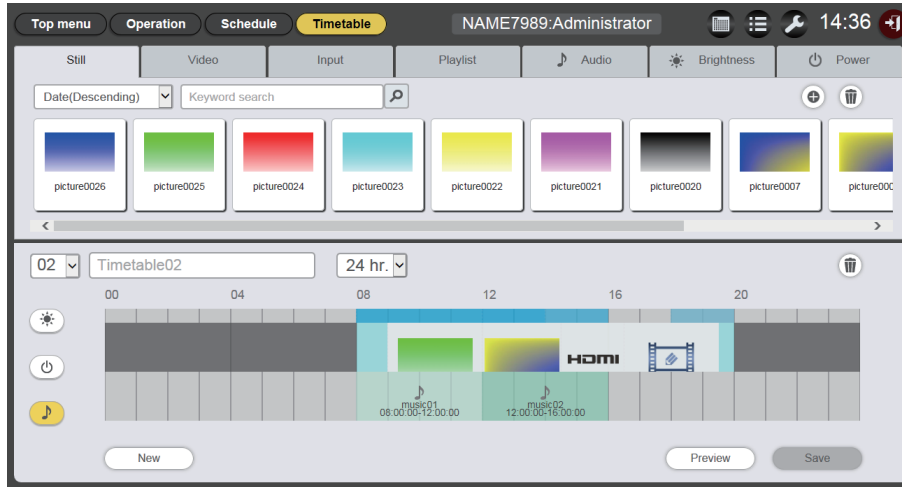 Top menu Operation Schedule Timetable NAME7989:Administrator 14:36
Still Video Input Playlist Audio Brightness Power
Date(Descending) Keyword search
picture0026 picture0025 picture0024 picture0023 picture0022 picture0021 picture0020 picture0007 picture000
02 Timetable02 24 hr.
00 04 08 12 16 20
HDMI
music01 music02
08:00:00-12:00:00 12:00:00-16:00:00
New Preview Save